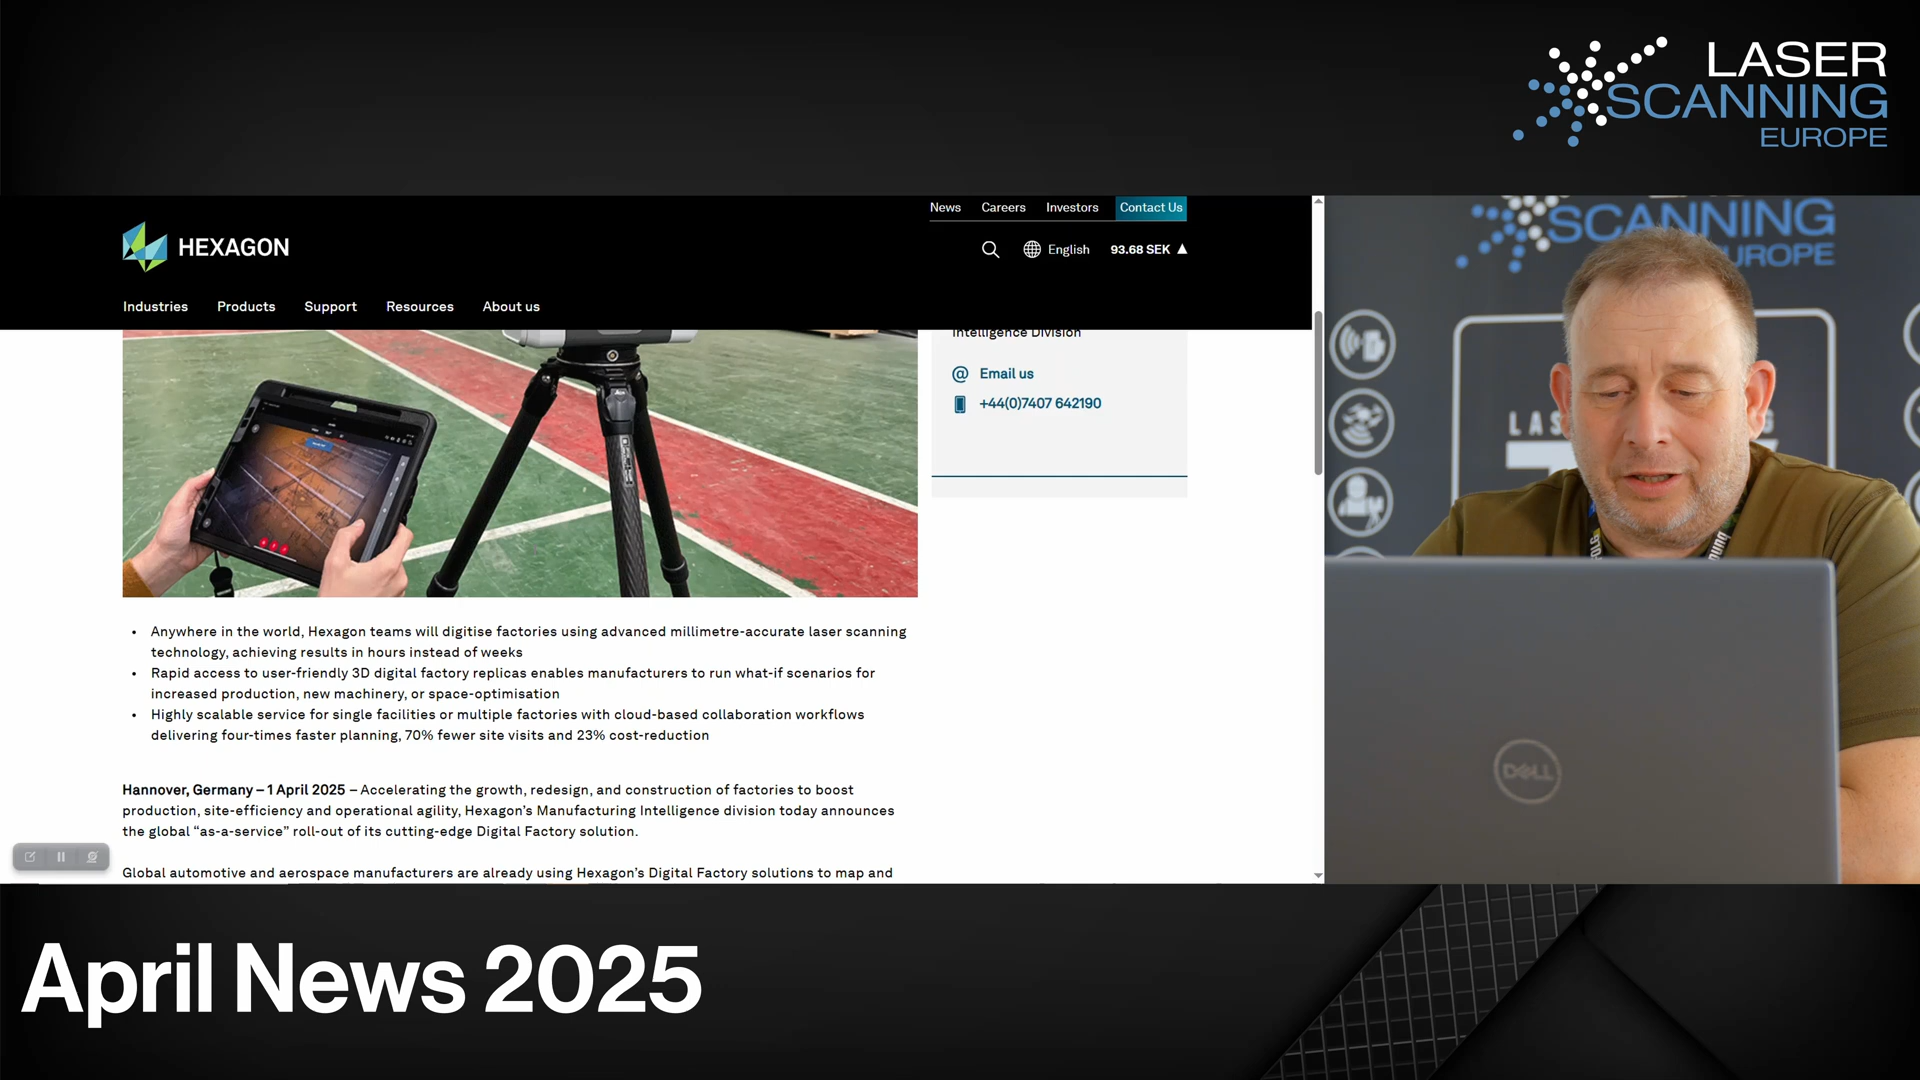 LASER
SCANNING
EUROPE
News Careers Investors Contact Us
HEXAGON
English 93.68 SEK
Industries Products Support Resources About us
Intelligence Division
Email us
+44(0)7407 642190
SCANNING
EUROPE
Anywhere in the world, Hexagon teams will digitise factories using advanced millimetre-accurate laser scanning
technology, achieving results in hours instead of weeks
Rapid access to user-friendly 3D digital factory replicas enables manufacturers to run what-if scenarios for
increased production, new machinery, or space-optimisation
Highly scalable service for single facilities or multiple factories with cloud-based collaboration workflows
delivering four-times faster planning, 70% fewer site visits and 23% cost-reduction
Hannover, Germany – 1 April 2025 – Accelerating the growth, redesign, and construction of factories to boost
production, site-efficiency and operational agility, Hexagon’s Manufacturing Intelligence division today announces
the global “as-a-service” roll-out of its cutting-edge Digital Factory solution.
Global automotive and aerospace manufacturers are already using Hexagon’s Digital Factory solutions to map and
DELL
April News 2025